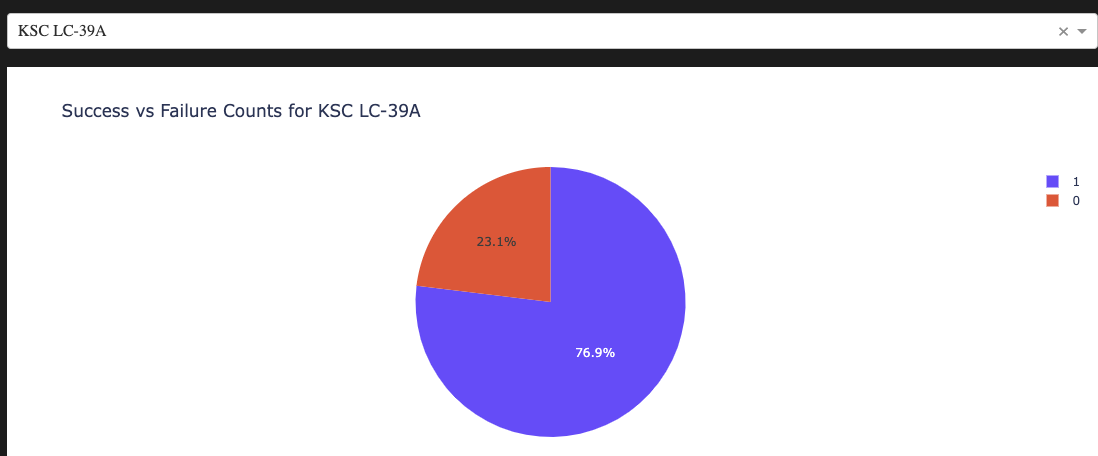 KSC LC-39A
Success vs Failure Counts for KSC LC-39A
1
0
23.1%
76.9%